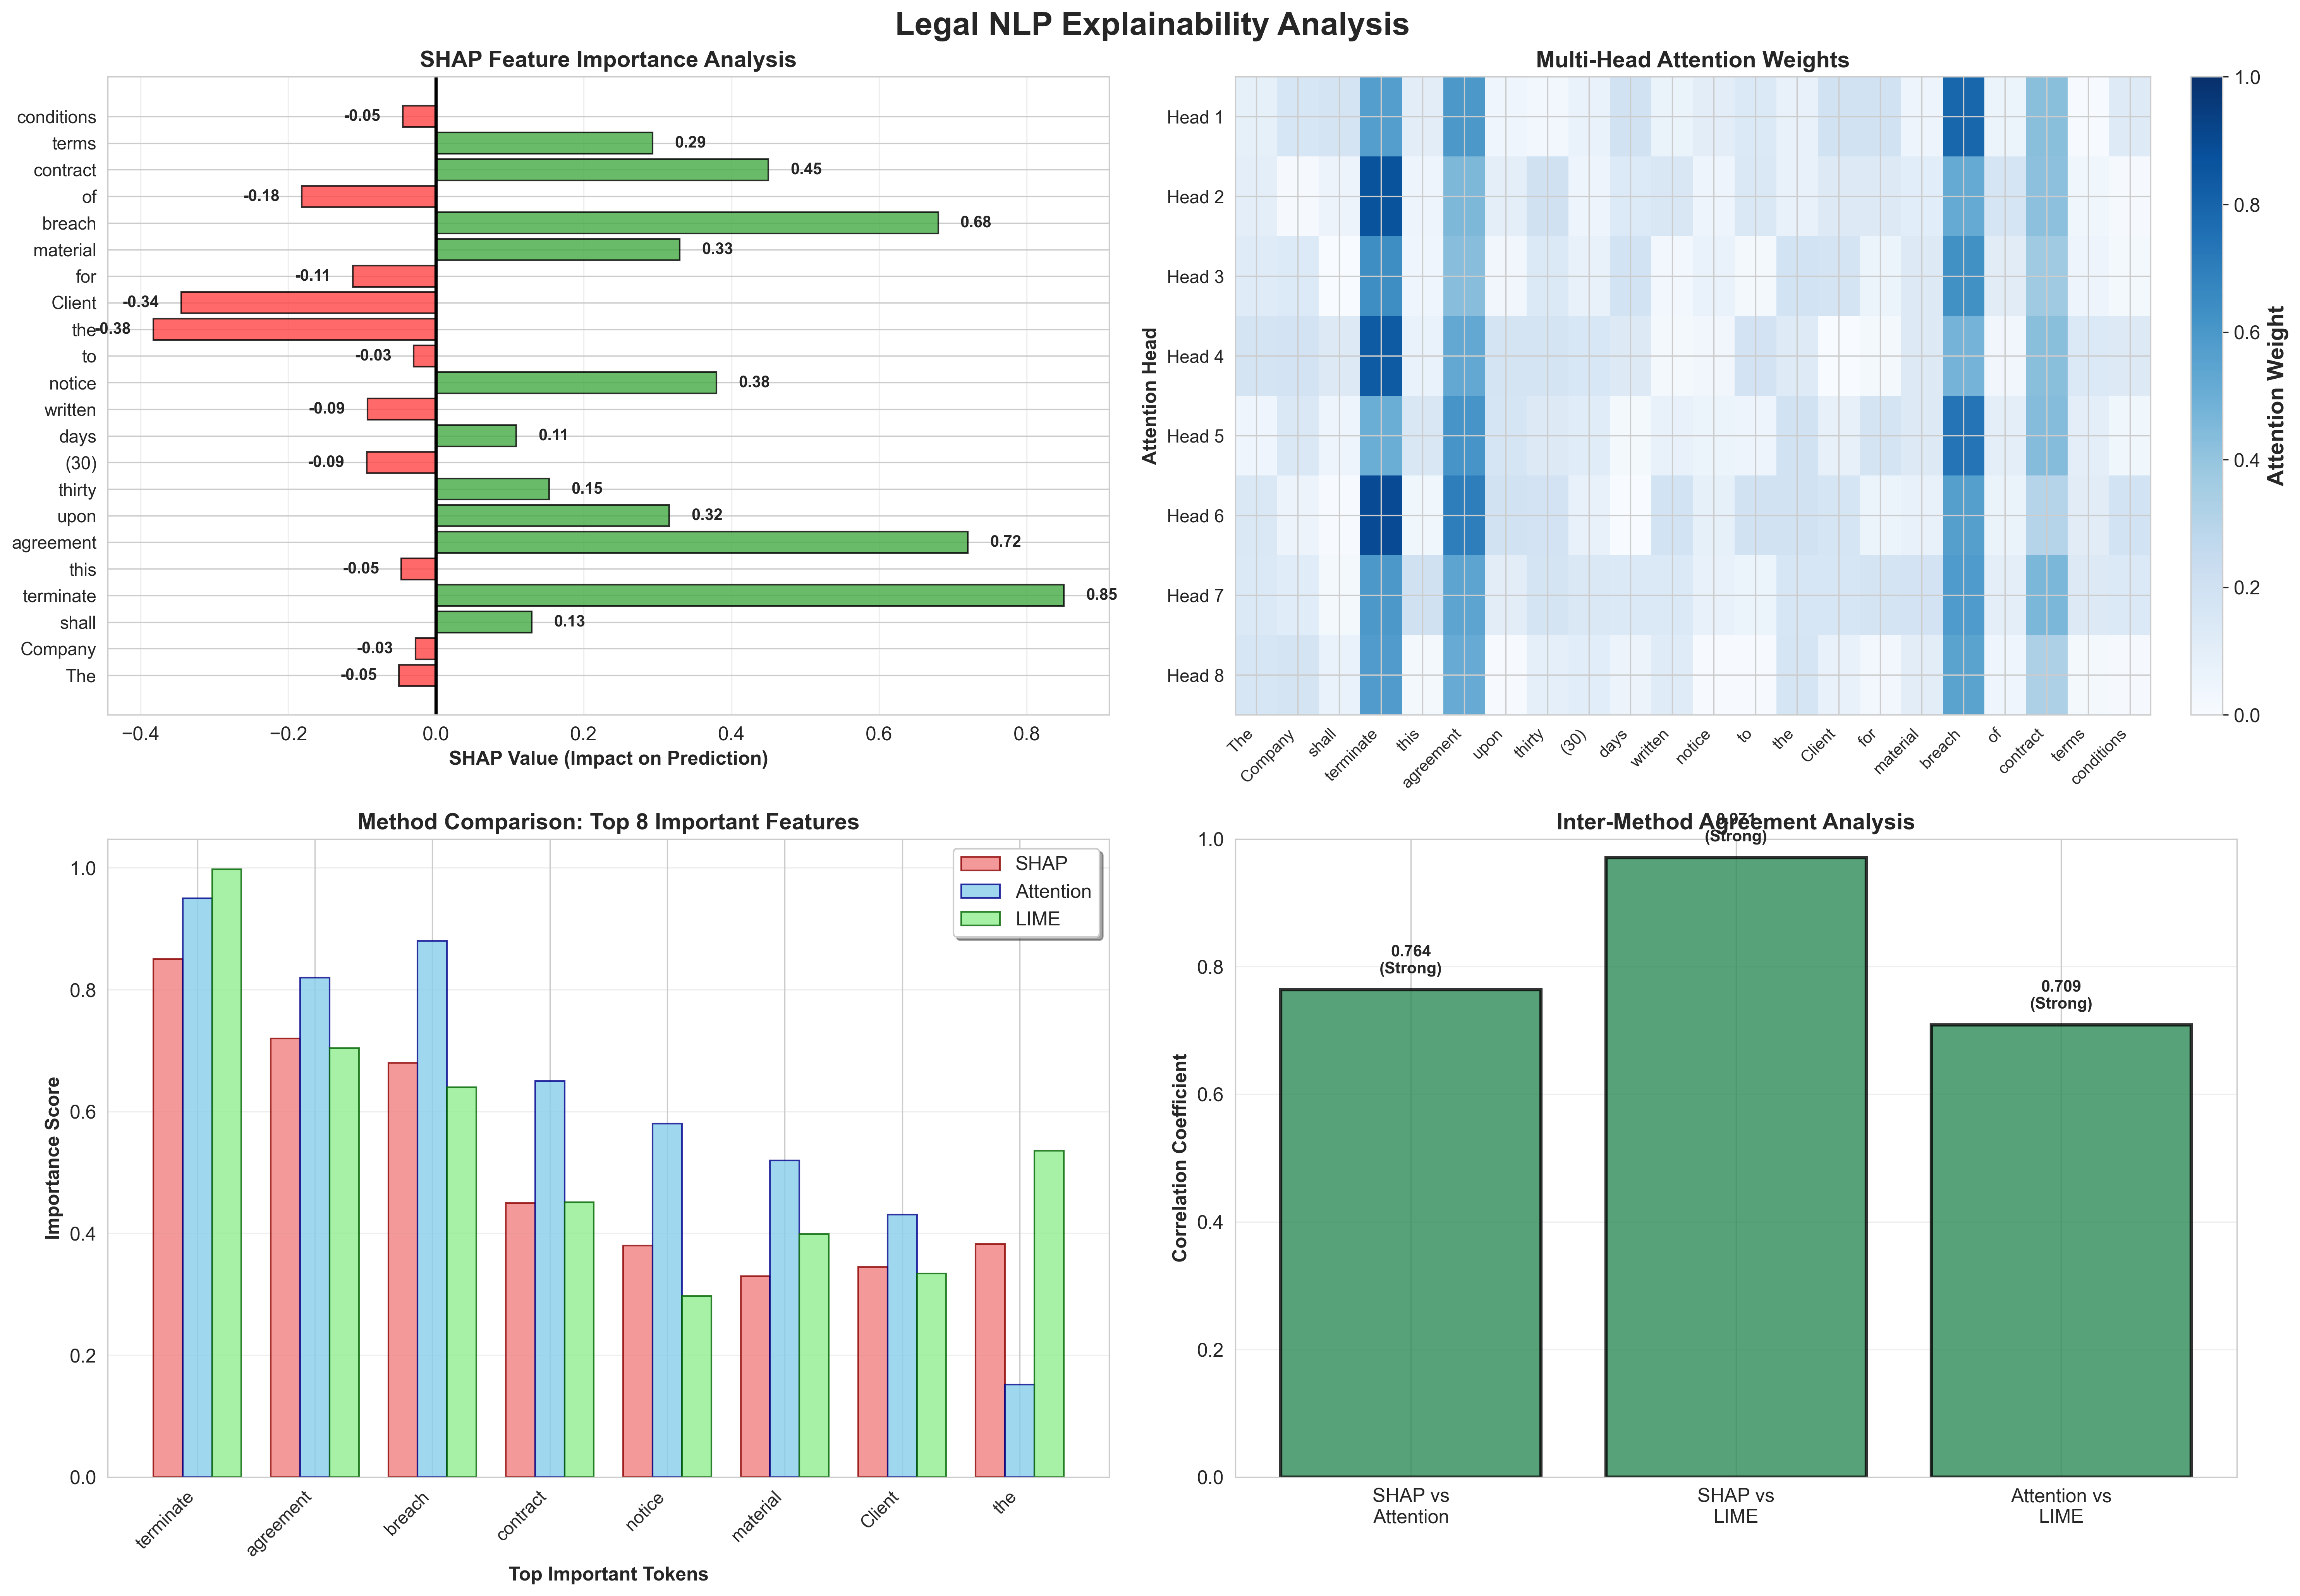 Legal NLP Explainability Analysis
SHAP Feature Importance Analysis
conditions
terms
contract
of
breach
material
for
Client
the
to
notice
written
days
(30)
thirty
upon
agreement
this
terminate
shall
Company
The
-0.05
0.29
0.45
-0.18
0.68
0.33
-0.11
-0.34
-0.38
-0.03
0.38
-0.09
0.11
-0.09
0.15
0.32
0.72
-0.05
0.85
0.13
-0.03
-0.05
−0.4 −0.2 0.0 0.2 0.4 0.6 0.8
SHAP Value (Impact on Prediction)
Multi-Head Attention Weights
Attention Head
Head 1
Head 2
Head 3
Head 4
Head 5
Head 6
Head 7
Head 8
The Company shall terminate this agreement upon thirty (30) days written notice to the Client for material breach of contract terms conditions
1.0
0.8
0.6
0.4
0.2
0.0
Attention Weight
Method Comparison: Top 8 Important Features
SHAP
Attention
LIME
Importance Score
1.0
0.8
0.6
0.4
0.2
0.0
terminate agreement breach contract notice material Client the
Top Important Tokens
Inter-Method Agreement Analysis
0.971
(Strong)
0.764
(Strong)
0.709
(Strong)
Correlation Coefficient
1.0
0.8
0.6
0.4
0.2
0.0
SHAP vs
Attention
SHAP vs
LIME
Attention vs
LIME